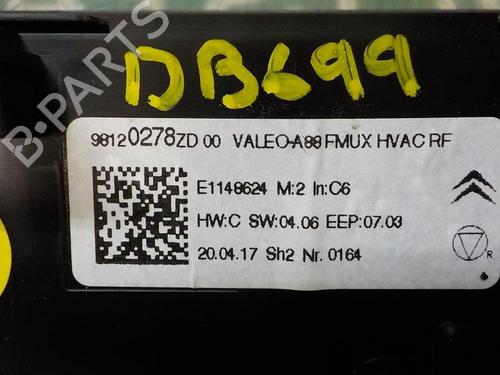 DB699
B-PARTS
98120278ZD 00 VALEO-A88 FMUX HVAC RF
E1148624 M:2 In:C6
HW:C SW:04.06 EEP:07.03
20.04.17 Sh2 Nr. 0164
R